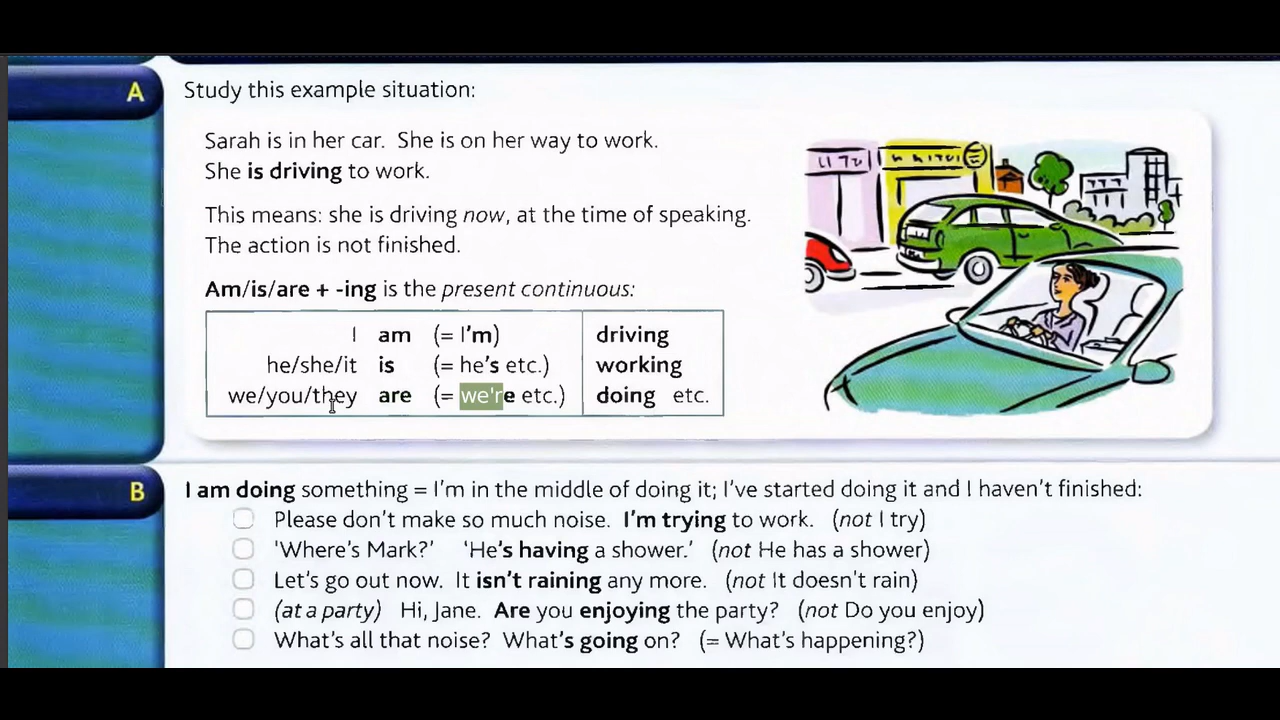 A
Study this example situation:
Sarah is in her car. She is on her way to work.
She is driving to work.
This means: she is driving now, at the time of speaking.
The action is not finished.
Am/is/are + -ing is the present continuous:
I am (= I'm) driving
he/she/it is (= he's etc.) working
we/you/they are (= we're etc.) doing etc.
B
I am doing something = I'm in the middle of doing it; I've started doing it and I haven't finished:
Please don't make so much noise. I'm trying to work. (not I try)
'Where's Mark?' 'He's having a shower.' (not He has a shower)
Let's go out now. It isn't raining any more. (not It doesn't rain)
(at a party) Hi, Jane. Are you enjoying the party? (not Do you enjoy)
What's all that noise? What's going on? (= What's happening?)